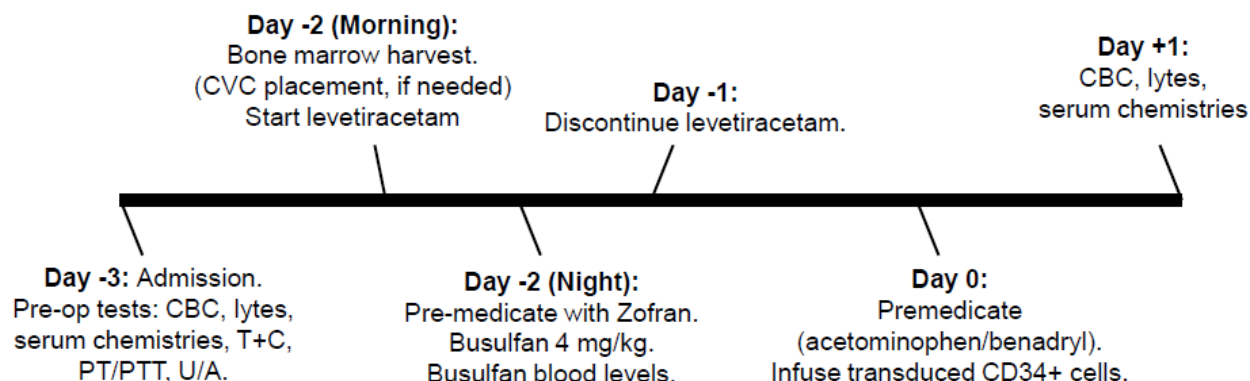 Day -2 (Morning):
Bone marrow harvest.
(CVC placement, if needed)
Start levetiracetam
Day -1:
Discontinue levetiracetam.
Day +1:
CBC, lytes,
serum chemistries
Day -3: Admission.
Pre-op tests: CBC, lytes,
serum chemistries, T+C,
PT/PTT, U/A.
Day -2 (Night):
Pre-medicate with Zofran.
Busulfan 4 mg/kg.
Busulfan blood levels.
Day 0:
Premedicate
(acetominophen/benadryl).
Infuse transduced CD34+ cells.